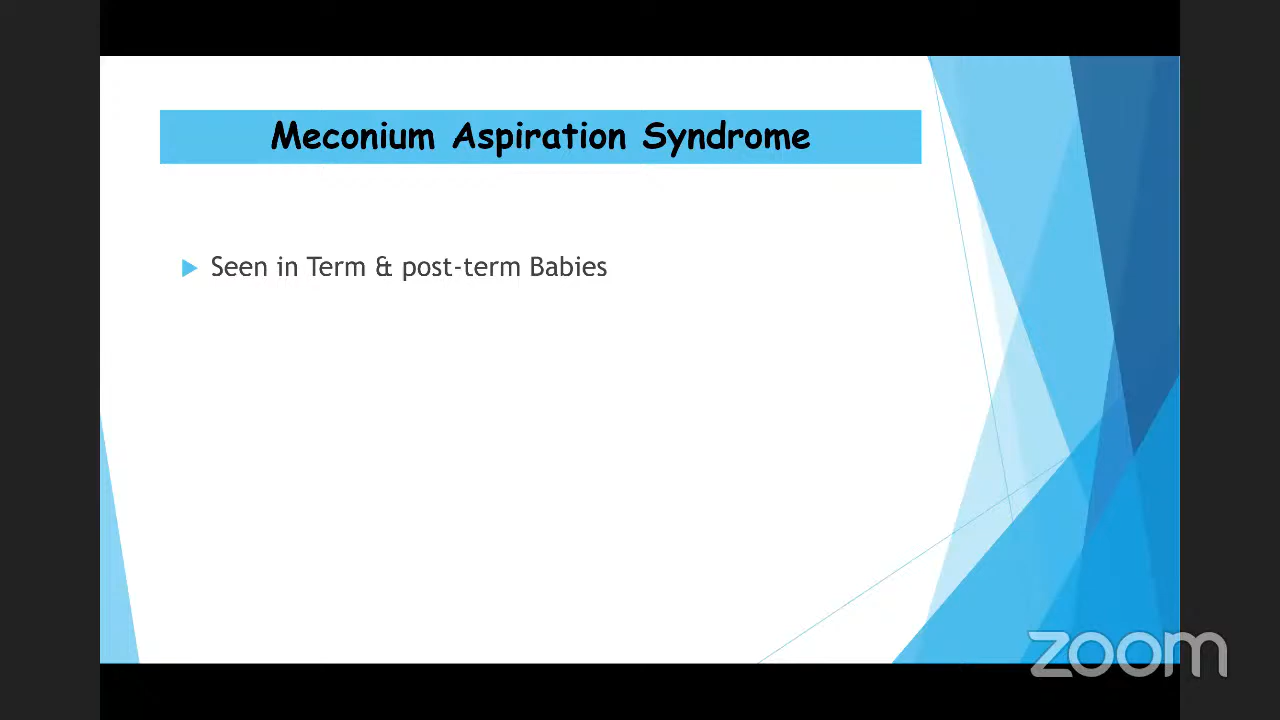 Meconium Aspiration Syndrome
Seen in Term & post-term Babies
zoom